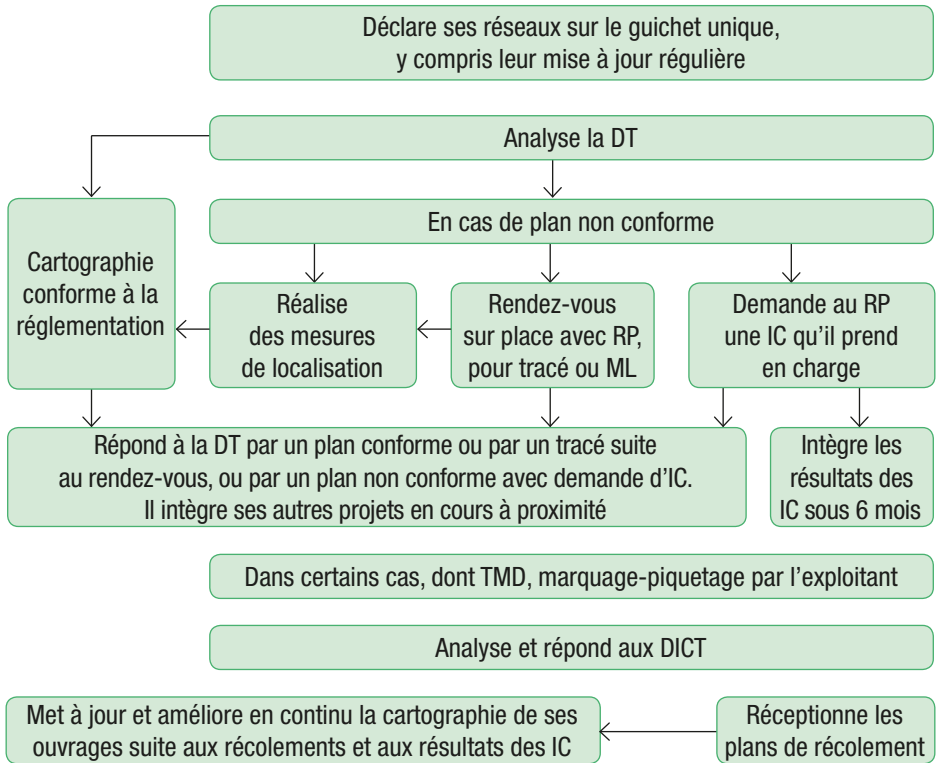 Déclare ses réseaux sur le guichet unique,
y compris leur mise à jour régulière
Analyse la DT
En cas de plan non conforme
Cartographie
conforme à la
réglementation
Réalise
des mesures
de localisation
Rendez-vous
sur place avec RP,
pour tracé ou ML
Demande au RP
une IC qu'il prend
en charge
Répond à la DT par un plan conforme ou par un tracé suite
au rendez-vous, ou par un plan non conforme avec demande d'IC.
Il intègre ses autres projets en cours à proximité
Intègre les
résultats des
IC sous 6 mois
Dans certains cas, dont TMD, marquage-piquetage par l'exploitant
Analyse et répond aux DICT
Met à jour et améliore en continu la cartographie de ses
ouvrages suite aux récolements et aux résultats des IC
Réceptionne les
plans de récolement